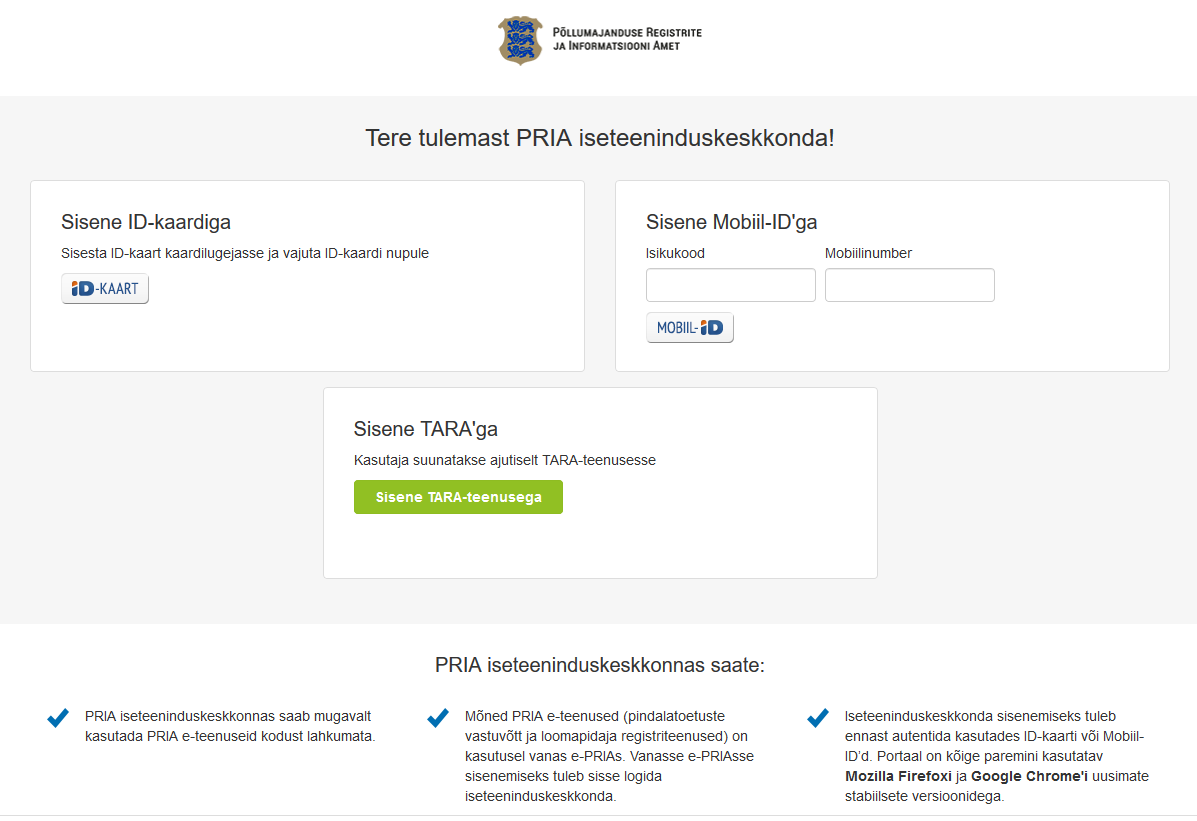 PÕLLUMAJANDUSE REGISTRITE
JA INFORMATSIOONI AMET
Tere tulemast PRIA iseteeninduskeskkonda!
Sisene ID-kaardiga
Sisesta ID-kaart kaardilugejasse ja vajuta ID-kaardi nupule
iD-KAART
Sisene Mobiil-ID'ga
Isikukood
Mobiilinumber
MOBIIL-iD
Sisene TARA'ga
Kasutaja suunatakse ajutiselt TARA-teenusesse
Sisene TARA-teenusega
PRIA iseteeninduskeskkonnas saate:
PRIA iseteeninduskeskkonnas saab mugavalt
kasutada PRIA e-teenuseid kodust lahkumata.
Mõned PRIA e-teenused (pindalatoetuste
vastuvõtt ja loomapidaja registriteenused) on
kasutusel vanas e-PRIAs. Vanasse e-PRIAsse
sisenemiseks tuleb sisse logida
iseteeninduskeskkonda.
Iseteeninduskeskkonda sisenemiseks tuleb
ennast autentida kasutades ID-kaarti või Mobiil-
ID’d. Portaal on kõige paremini kasutatav
Mozilla Firefoxi ja Google Chrome'i uusimate
stabiilsete versioonidega.